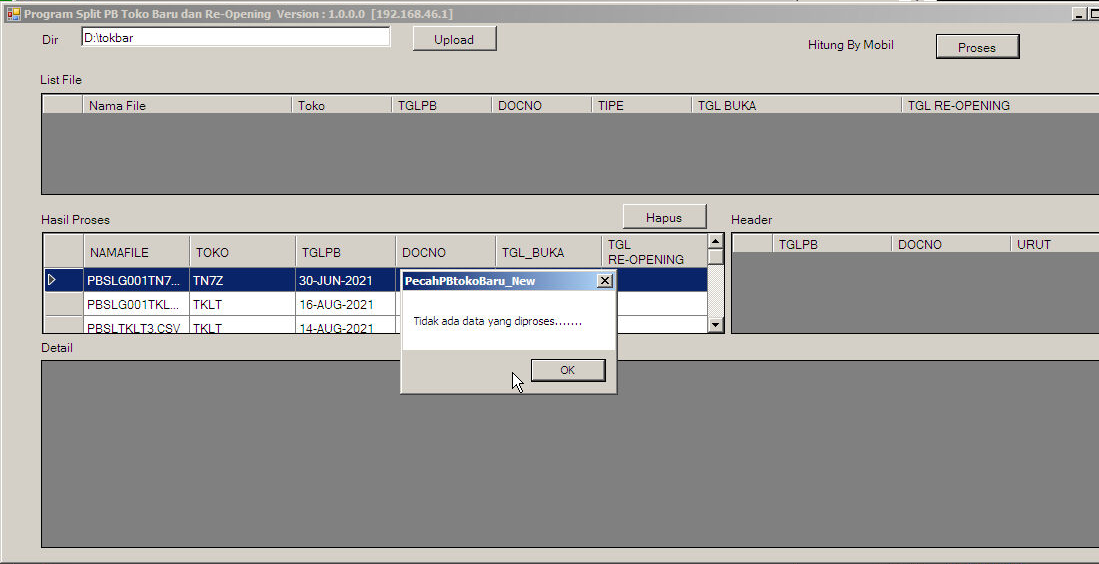 Program Split PB Toko Baru dan Re-Opening Version : 1.0.0.0 [192.168.46.1]
Dir D:\tokbar Upload Hitung By Mobil Proses
List File
Nama File Toko TGLPB DOCNO TIPE TGL BUKA TGL RE-OPENING
Hasil Proses Hapus Header
NAMAFILE TOKO TGLPB DOCNO TGL_BUKA TGL RE-OPENING
TGLPB DOCNO URUT
PBSLG001TN7... TN7Z 30-JUN-2021
PBSLG001TKL... TKLT 16-AUG-2021
PBSLTKLT3.CSV TKLT 14-AUG-2021
PecahPBtokoBaru_New
Tidak ada data yang diproses.......
OK
Detail